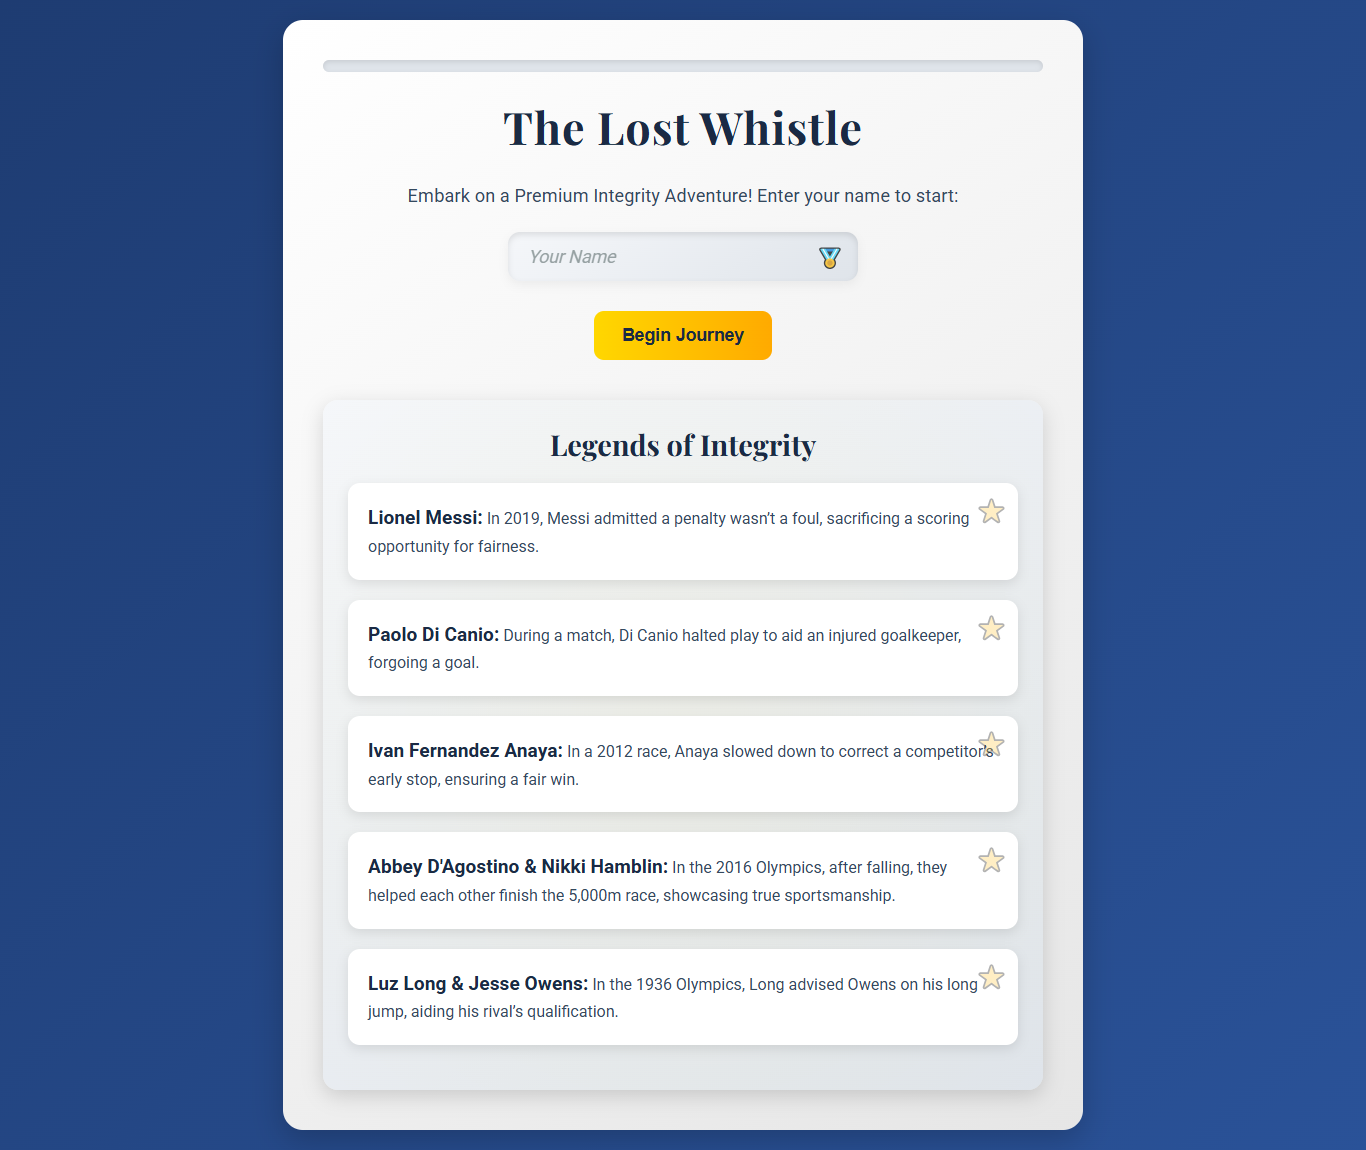 The Lost Whistle
Embark on a Premium Integrity Adventure! Enter your name to start:
Your Name
Begin Journey
Legends of Integrity
Lionel Messi: In 2019, Messi admitted a penalty wasn’t a foul, sacrificing a scoring
opportunity for fairness.
Paolo Di Canio: During a match, Di Canio halted play to aid an injured goalkeeper,
forgoing a goal.
Ivan Fernandez Anaya: In a 2012 race, Anaya slowed down to correct a competitor’s
early stop, ensuring a fair win.
Abbey D'Agostino & Nikki Hamblin: In the 2016 Olympics, after falling, they
helped each other finish the 5,000m race, showcasing true sportsmanship.
Luz Long & Jesse Owens: In the 1936 Olympics, Long advised Owens on his long
jump, aiding his rival’s qualification.